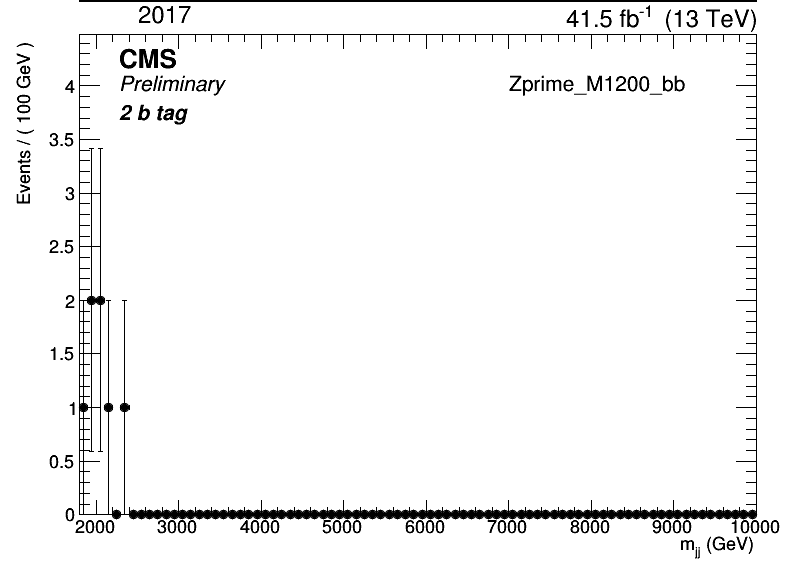 2017
41.5 fb-1 (13 TeV)
CMS
Preliminary
Zprime_M1200_bb
2 b tag
Events / ( 100 GeV )
4
3.5
3
2.5
2
1.5
1
0.5
0
2000 3000 4000 5000 6000 7000 8000 9000 10000
mjj (GeV)